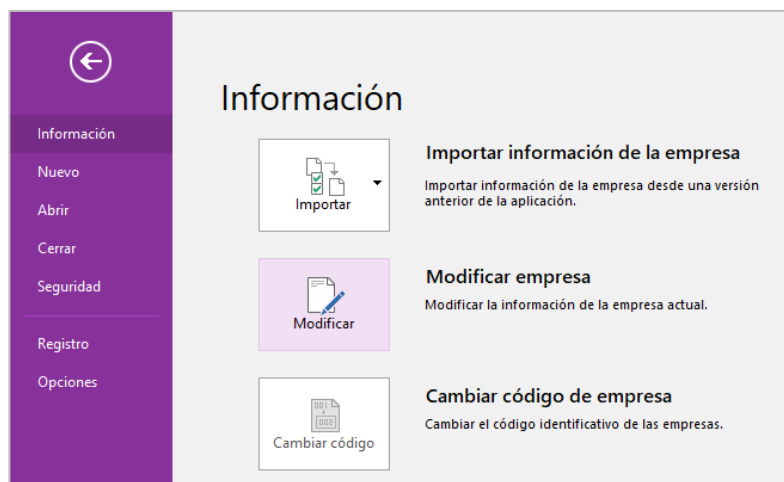 Información
Nuevo
Abrir
Cerrar
Seguridad
Registro
Opciones
Información
Importar
Importar información de la empresa
Importar información de la empresa desde una versión
anterior de la aplicación.
Modificar
Modificar empresa
Modificar la información de la empresa actual.
001
002
Cambiar código
Cambiar código de empresa
Cambiar el código identificativo de las empresas.